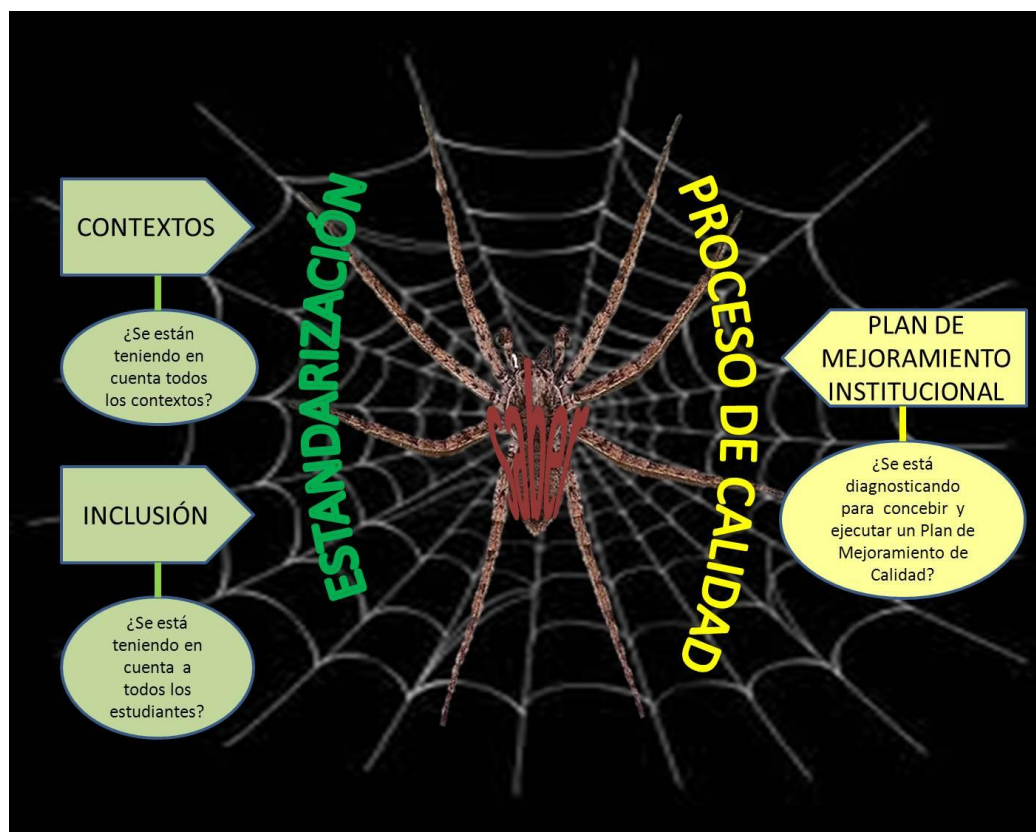 CONTEXTOS
¿Se están
teniendo en
cuenta todos
los contextos?
INCLUSIÓN
¿Se está
teniendo en
cuenta a
todos los
estudiantes?
ESTANDARIZACIÓN
saber
PROCESO DE CALIDAD
PLAN DE
MEJORAMIENTO
INSTITUCIONAL
¿Se está
diagnosticando
para concebir y
ejecutar un Plan de
Mejoramiento de
Calidad?